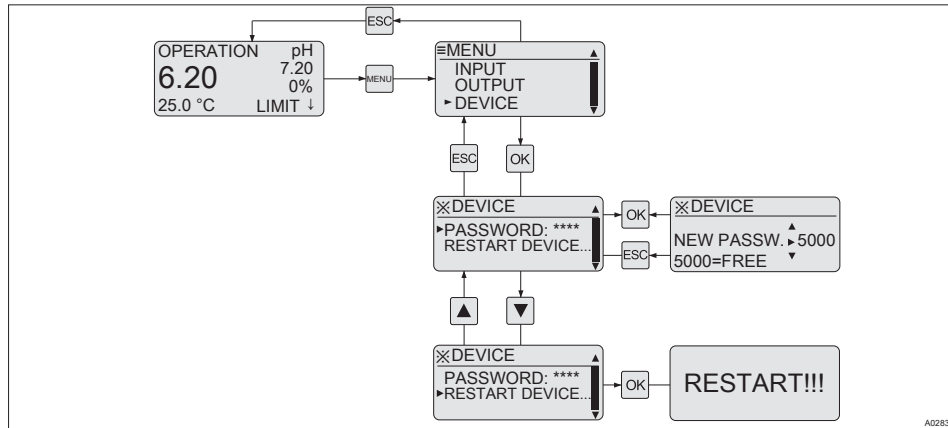 ESC
OPERATION pH
6.20 7.20
0%
25.0 °C LIMIT ↓
MENU
≡MENU
INPUT
OUTPUT
►DEVICE
ESC
OK
※DEVICE
►PASSWORD: ****
RESTART DEVICE...
OK
ESC
※DEVICE
NEW PASSW. ►5000
5000=FREE
▲
▼
※DEVICE
PASSWORD: ****
►RESTART DEVICE...
OK
RESTART!!!
A0283